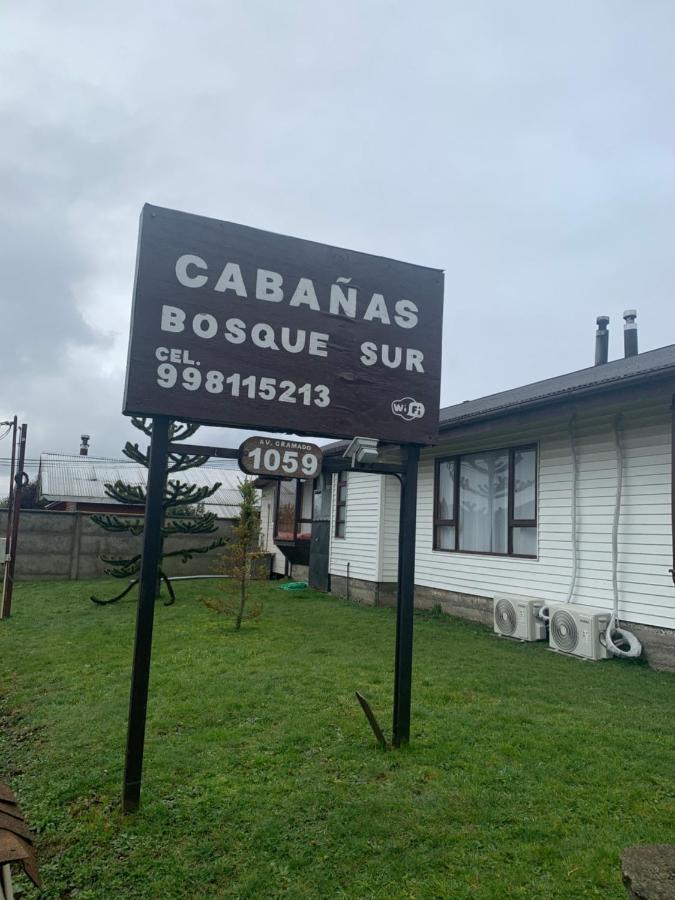 CABAÑAS
BOSQUE SUR
CEL.
998115213
WiFi
AV. GRAMADO
1059